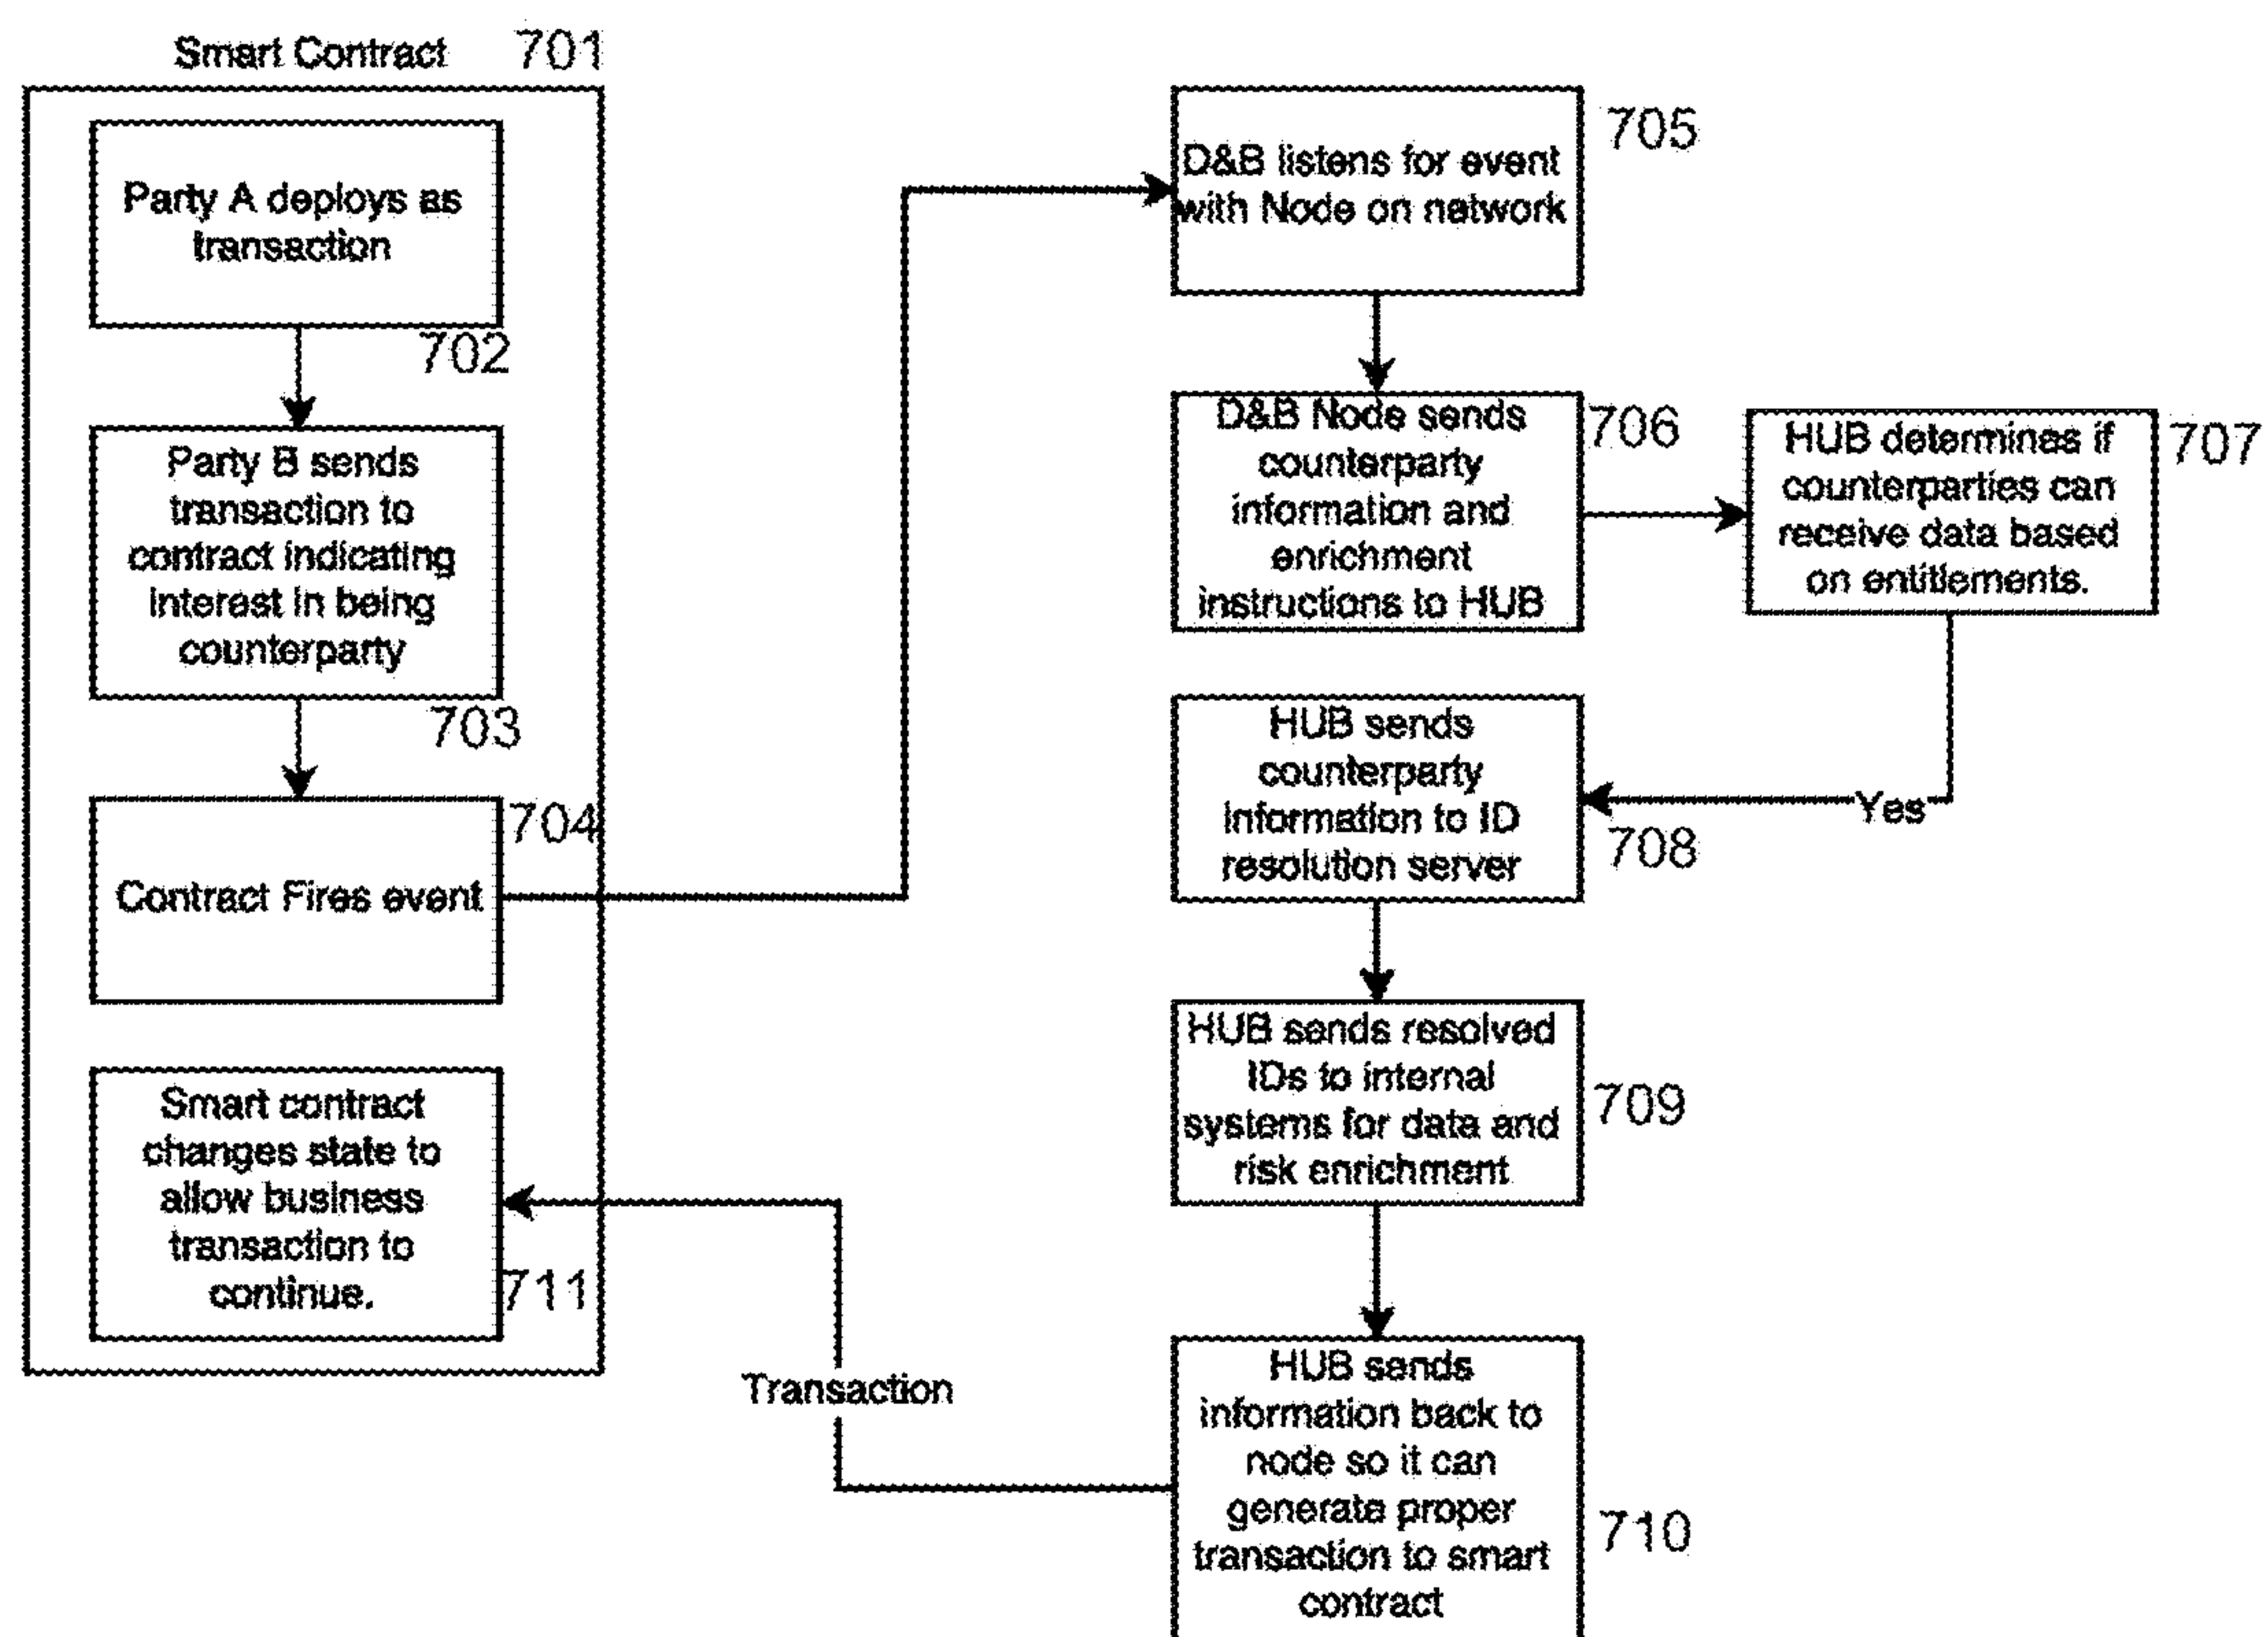 Smart Contract 701
Party A deploys as
transaction
702
Party B sends
transaction to
contract indicating
interest in being
counterparty
703
704
Contract Fires event
Smart contract
changes state to
allow business
transaction to
continue.
711
705
D&B listens for event
with Node on network
D&B Node sends
counterparty
information and
enrichment
instructions to HUB
706
HUB determines if
counterparties can
receive data based
on entitlements.
707
Yes
HUB sends
counterparty
information to ID
resolution server
708
HUB sends resolved
IDs to internal
systems for data and
risk enrichment
709
HUB sends
information back to
node so it can
generate proper
transaction to smart
contract
710
Transaction